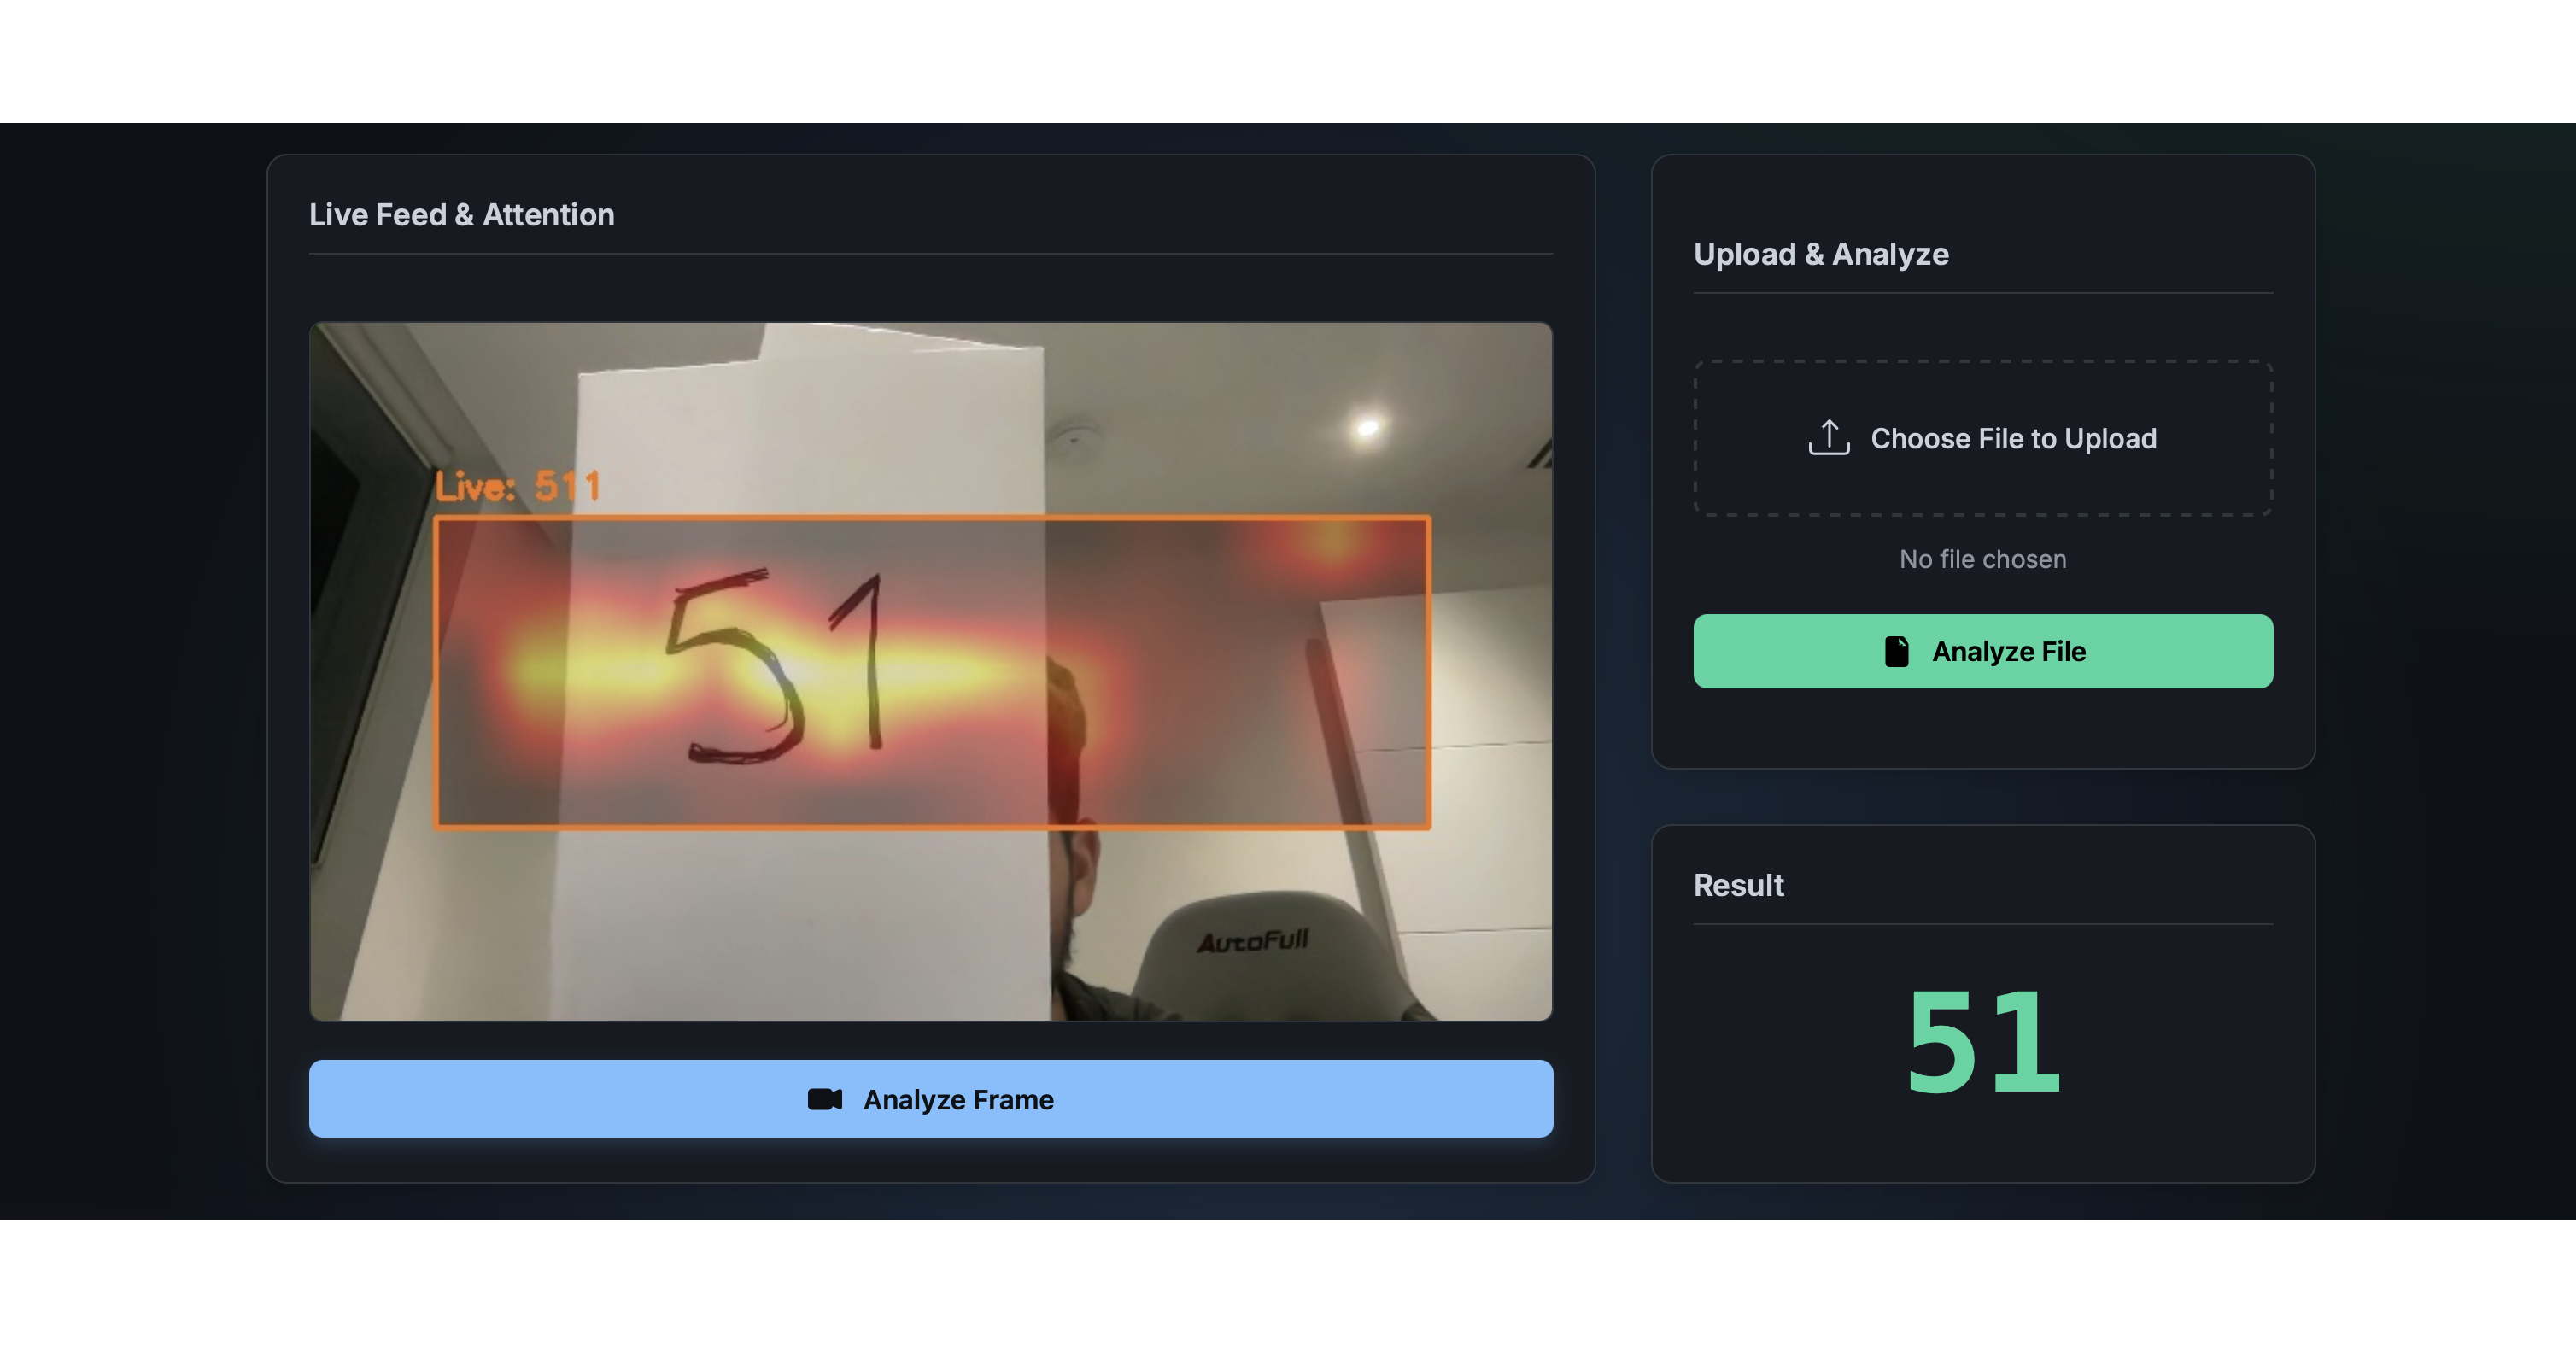 Live Feed & Attention
Live: 511
51
AutoFull
Analyze Frame
Upload & Analyze
Choose File to Upload
No file chosen
Analyze File
Result
51